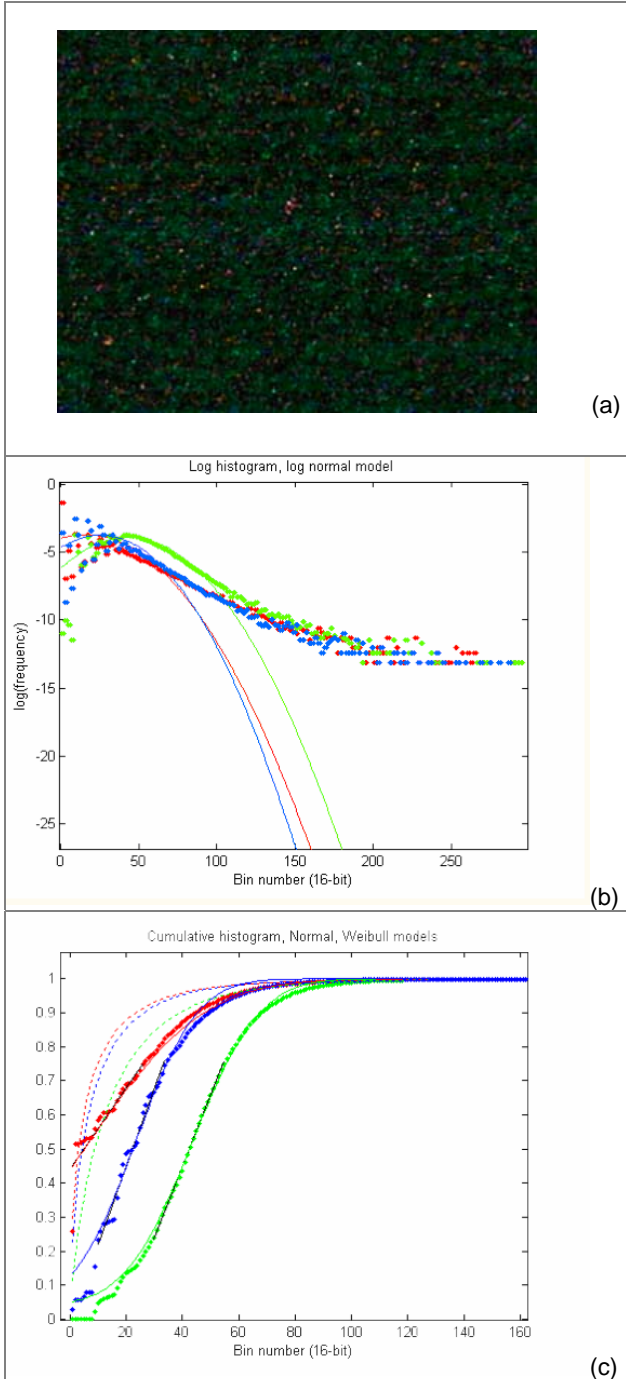 (a)
Log histogram, log normal model
0
-5
-10
-15
-20
-25
log(frequency)
0 50 100 150 200 250
Bin number (16-bit)
(b)
Cumulative histogram, Normal, Weibull models
1
0.9
0.8
0.7
0.6
0.5
0.4
0.3
0.2
0.1
0
0 20 40 60 80 100 120 140 160
Bin number (16-bit)
(c)